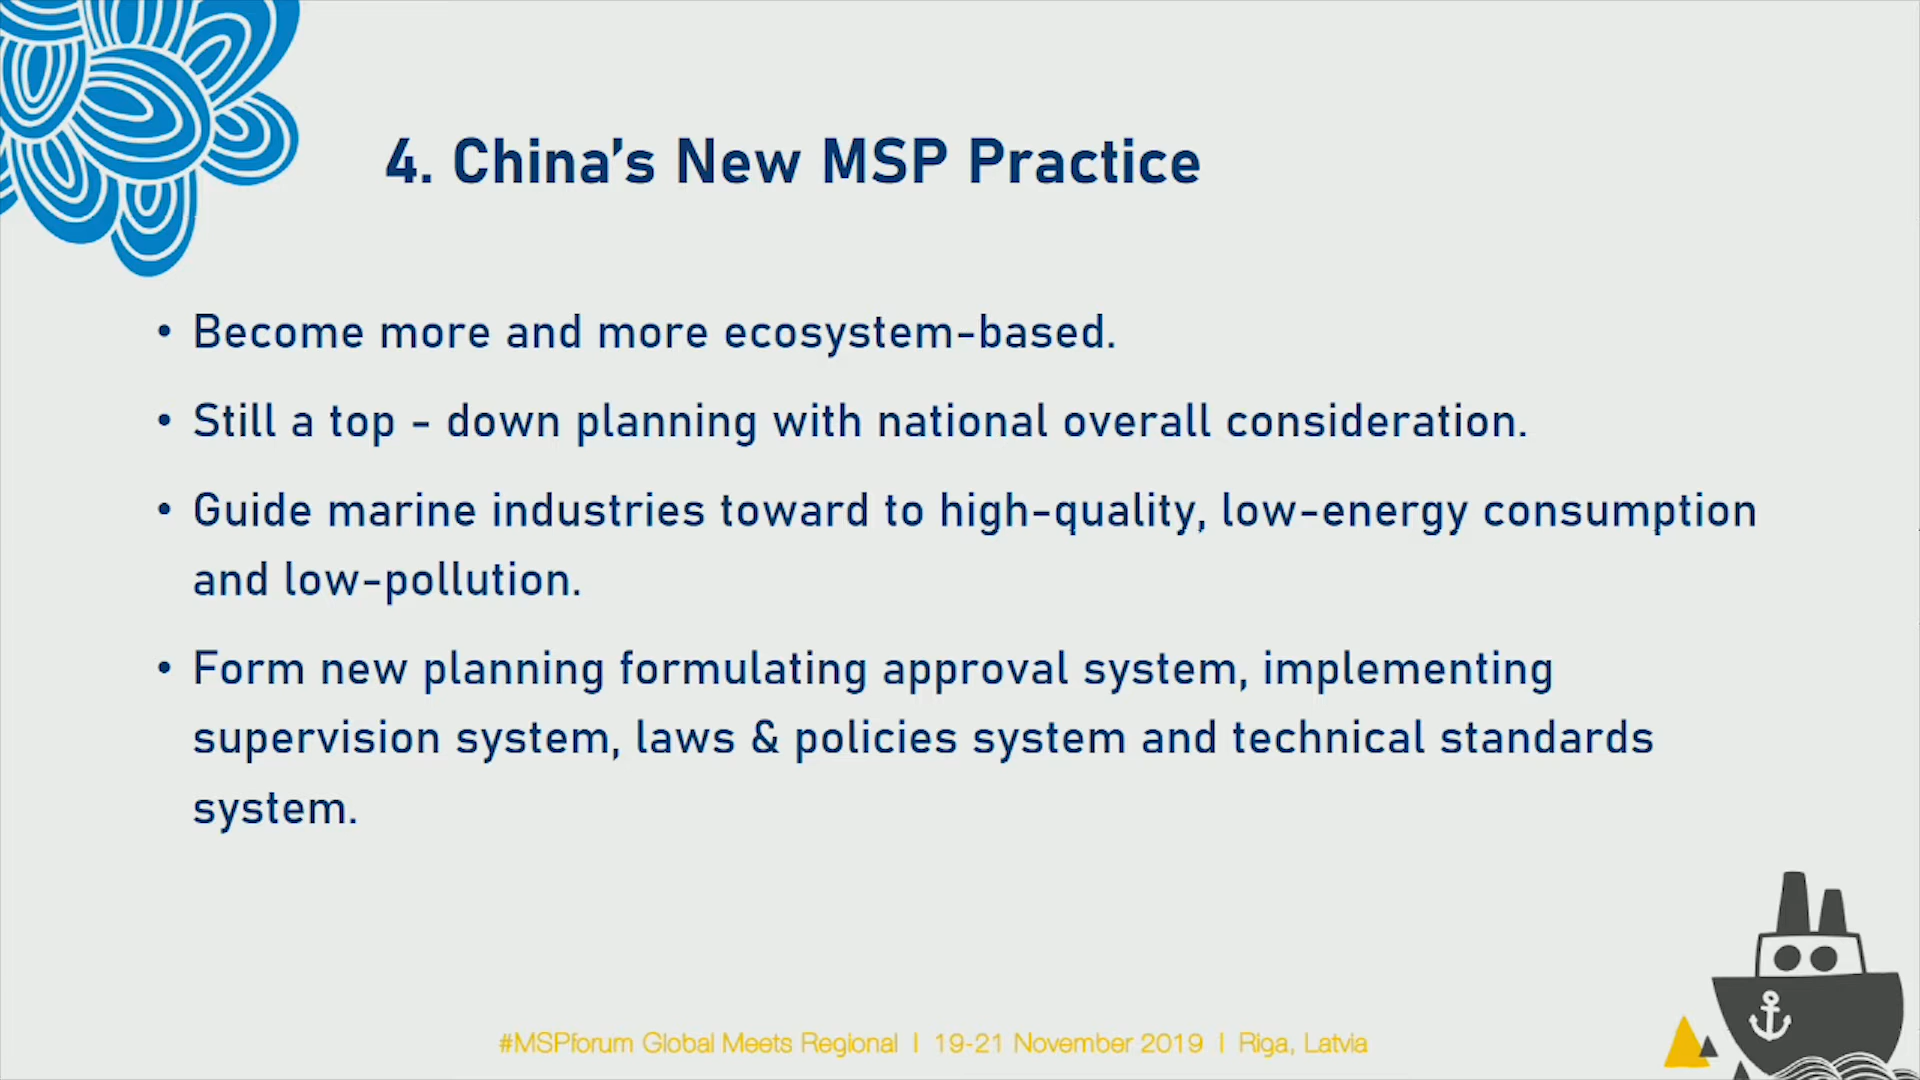 4. China's New MSP Practice
• Become more and more ecosystem-based.
• Still a top - down planning with national overall consideration.
• Guide marine industries toward to high-quality, low-energy consumption
and low-pollution.
• Form new planning formulating approval system, implementing
supervision system, laws & policies system and technical standards
system.
#MSPforum Global Meets Regional | 19-21 November 2019 | Riga, Latvia